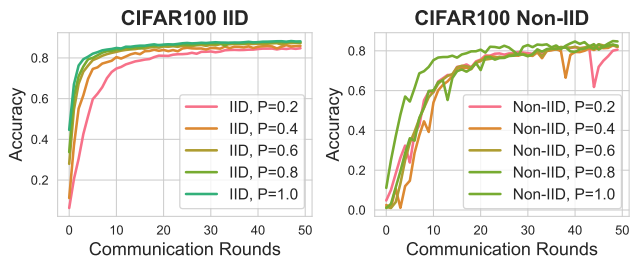 CIFAR100 IID
Accuracy
0.8
0.6
0.4
0.2
IID, P=0.2
IID, P=0.4
IID, P=0.6
IID, P=0.8
IID, P=1.0
0
10
20
30
40
50
Communication Rounds
CIFAR100 Non-IID
Accuracy
0.8
0.6
0.4
0.2
0.0
Non-IID, P=0.2
Non-IID, P=0.4
Non-IID, P=0.6
Non-IID, P=0.8
Non-IID, P=1.0
0
10
20
30
40
50
Communication Rounds